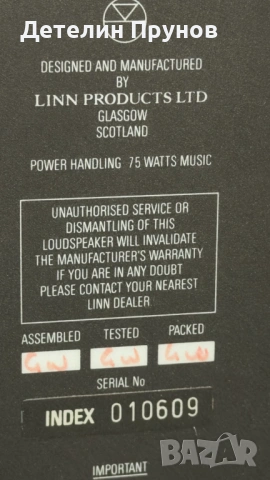 Детелин Прунов
DESIGNED AND MANUFACTURED
BY
LINN PRODUCTS LTD
GLASGOW
SCOTLAND
POWER HANDLING 75 WATTS MUSIC
UNAUTHORISED SERVICE OR
DISMANTLING OF THIS
LOUDSPEAKER WILL INVALIDATE
THE MANUFACTURER'S WARRANTY
IF YOU ARE IN ANY DOUBT
PLEASE CONTACT YOUR NEAREST
LINN DEALER
ASSEMBLED TESTED PACKED
GW GW GW
SERIAL No
INDEX 010609
IMPORTANT
BAZAR